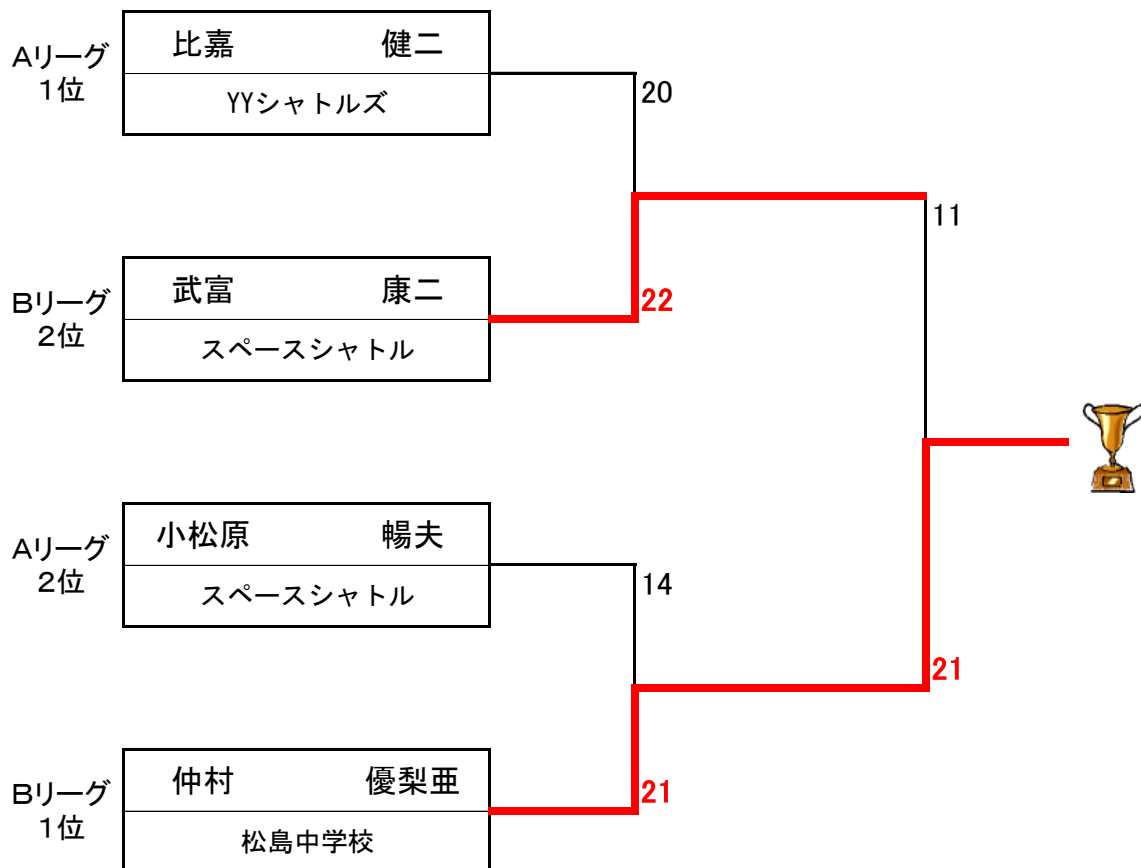 Aリーグ
1位
比嘉 健二
YYシャトルズ
20
11
Bリーグ
2位
武富 康二
スペースシャトル
22
Aリーグ
2位
小松原 暢夫
スペースシャトル
14
21
Bリーグ
1位
仲村 優梨亜
松島中学校
21